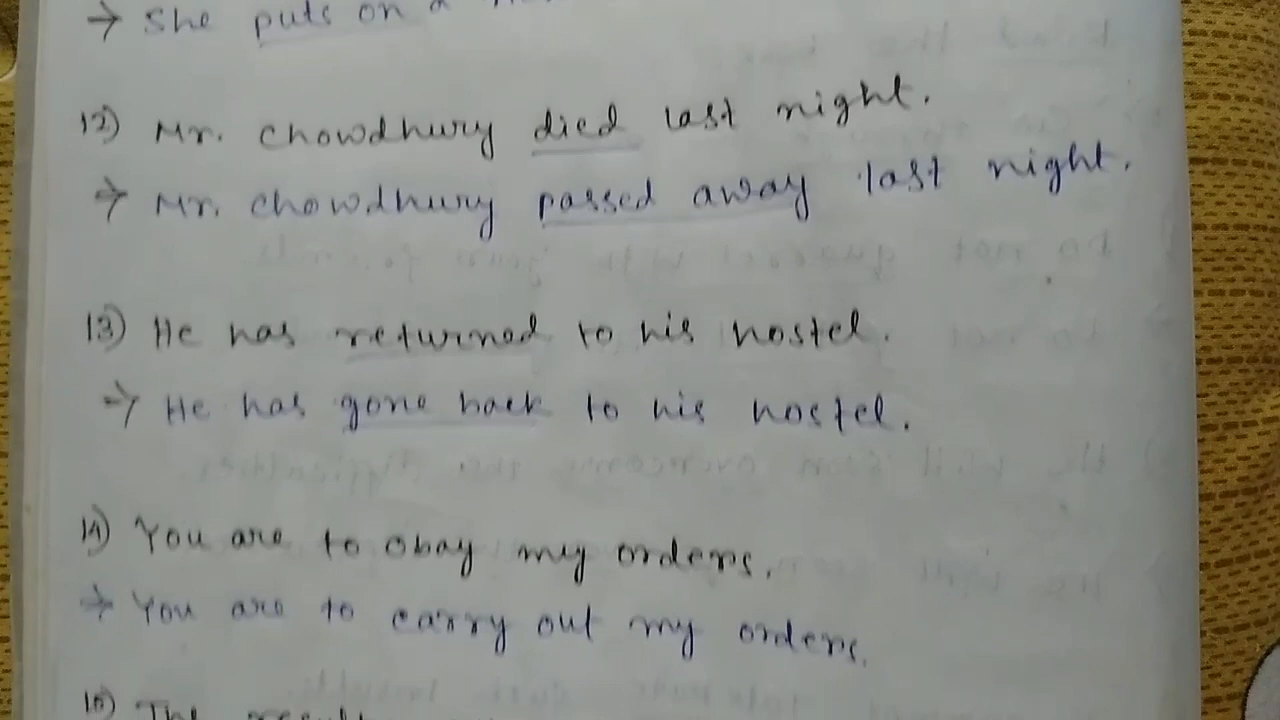 → She puts on a
12) Mr. Chowdhury died last night.
→ Mr. Chowdhury passed away last night.
13) He has returned to his hostel.
→ He has gone back to his hostel.
14) You are to obay my orders.
→ You are to carry out my orders.
15) The